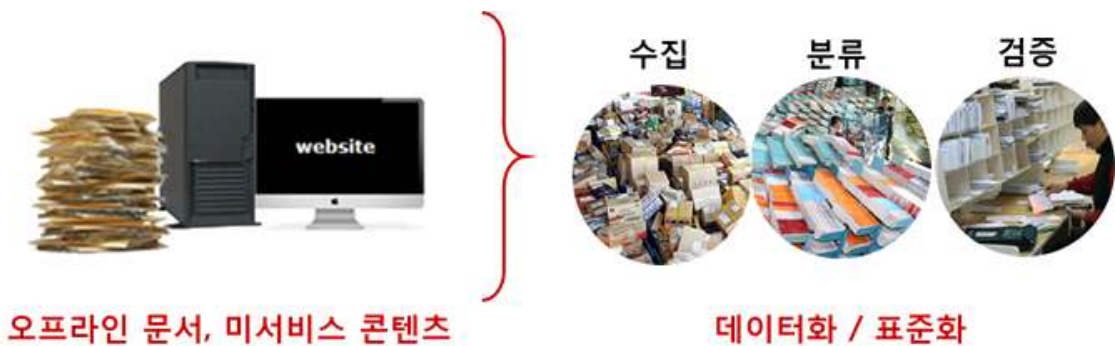 수집
분류
검증
website
오프라인 문서, 미서비스 콘텐츠
데이터화 / 표준화